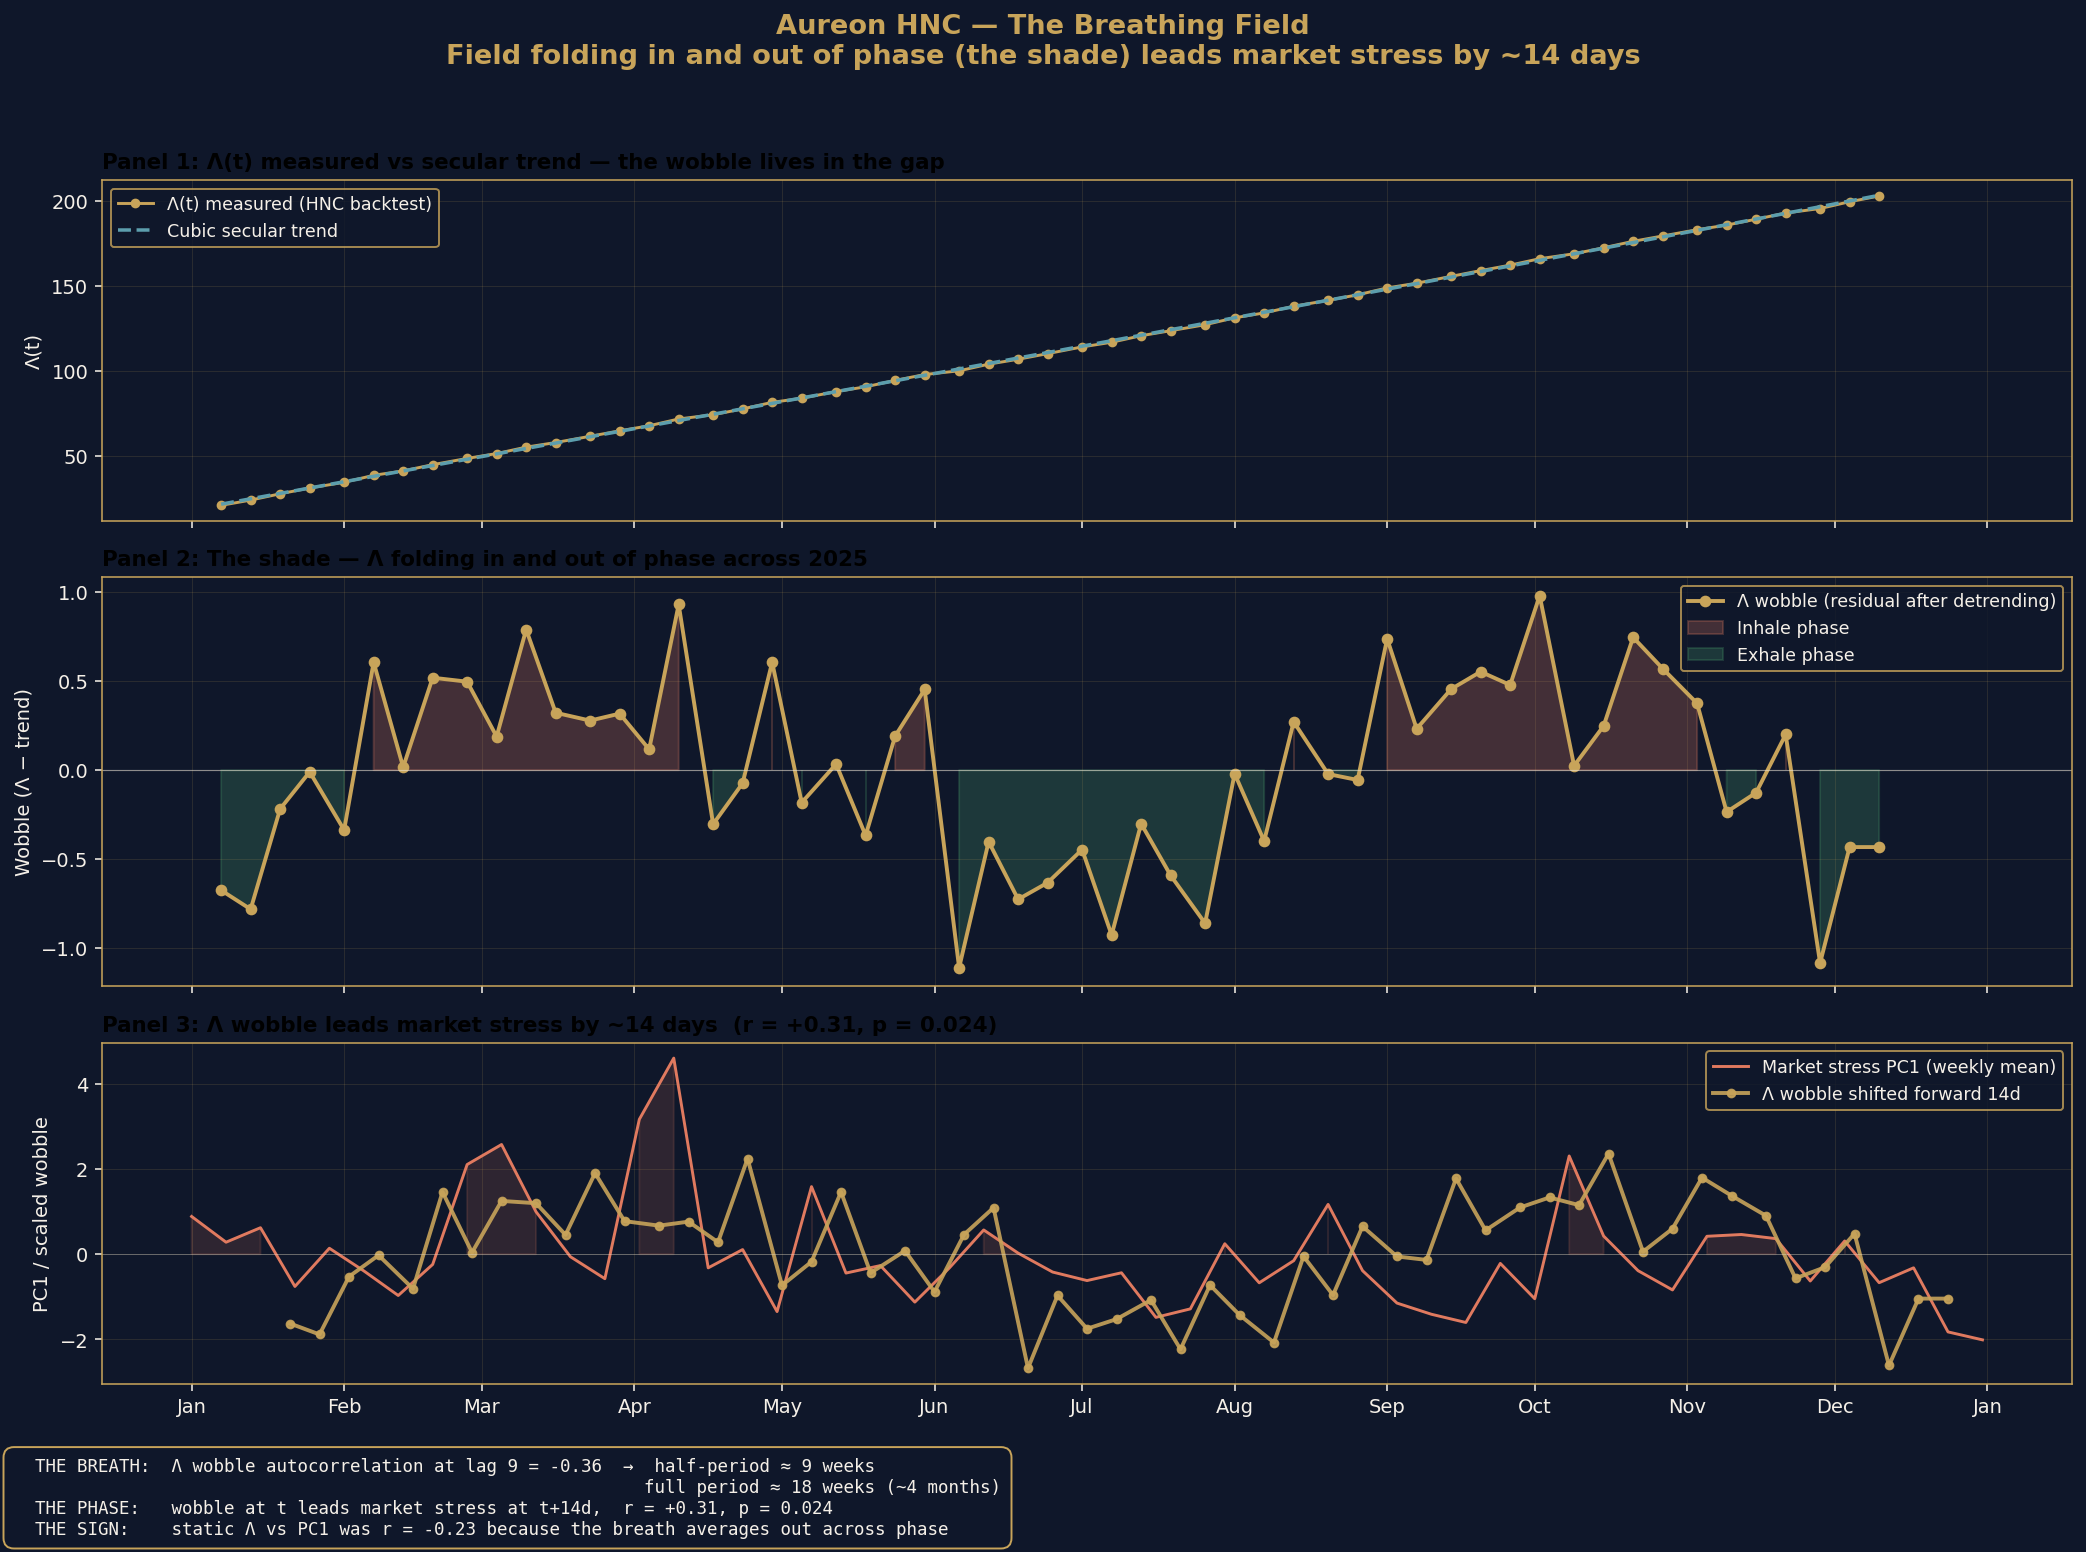 Aureon HNC — The Breathing Field
Field folding in and out of phase (the shade) leads market stress by ~14 days
Panel 1: Λ(t) measured vs secular trend — the wobble lives in the gap
Λ(t) measured (HNC backtest)
Cubic secular trend
Λ(t)
200
150
100
50
Panel 2: The shade — Λ folding in and out of phase across 2025
Λ wobble (residual after detrending)
Inhale phase
Exhale phase
Wobble (Λ − trend)
1.0
0.5
0.0
−0.5
−1.0
Panel 3: Λ wobble leads market stress by ~14 days (r = +0.31, p = 0.024)
Market stress PC1 (weekly mean)
Λ wobble shifted forward 14d
PC1 / scaled wobble
4
2
0
−2
Jan Feb Mar Apr May Jun Jul Aug Sep Oct Nov Dec Jan
THE BREATH: Λ wobble autocorrelation at lag 9 = -0.36 → half-period ≈ 9 weeks
full period ≈ 18 weeks (~4 months)
THE PHASE: wobble at t leads market stress at t+14d, r = +0.31, p = 0.024
THE SIGN: static Λ vs PC1 was r = -0.23 because the breath averages out across phase